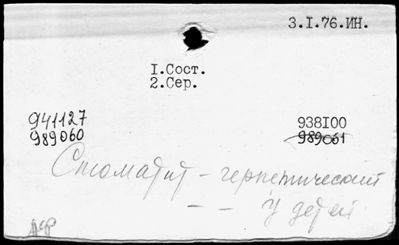 3.I.76.ИН.
I.Сост.
2.Сер.
941127 938I00
989060 989061
Стоматит - герпетический
- - у детей